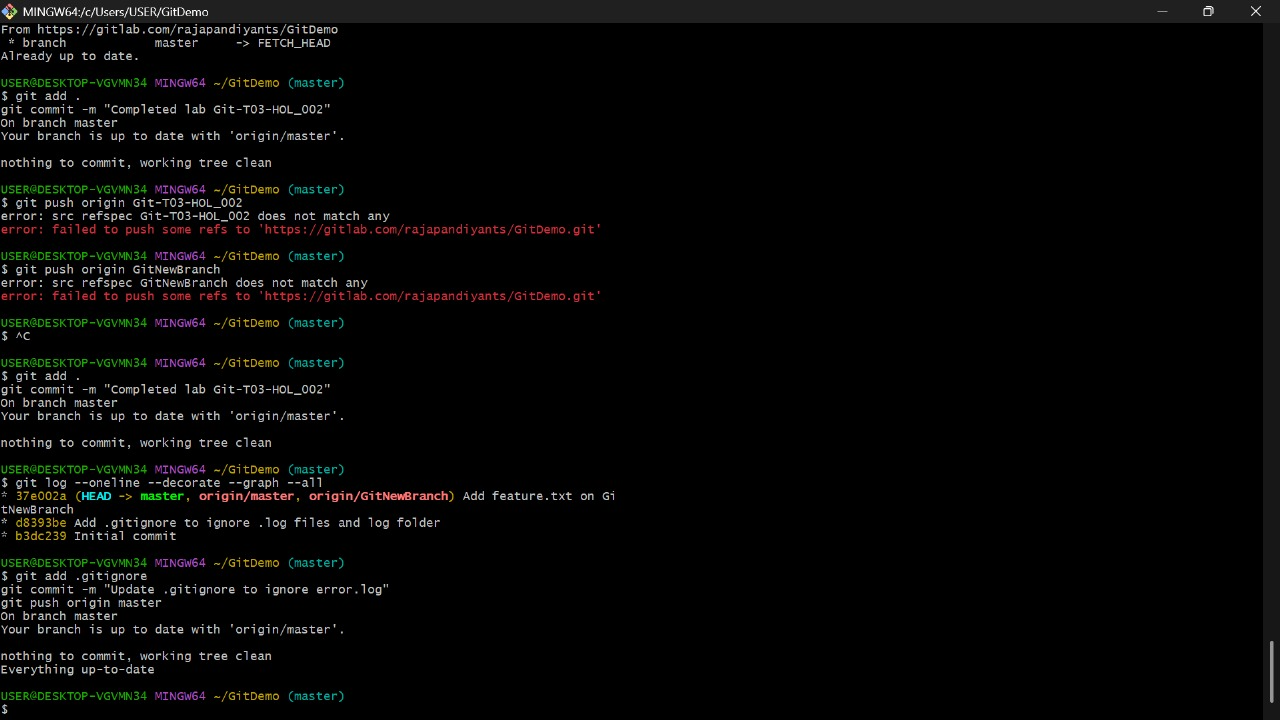 MINGW64:/c/Users/USER/GitDemo
From https://gitlab.com/rajapandiyants/GitDemo
 * branch            master     -> FETCH_HEAD
Already up to date.
USER@DESKTOP-VGVMN34 MINGW64 ~/GitDemo (master)
$ git add .
git commit -m "Completed lab Git-T03-HOL_002"
On branch master
Your branch is up to date with 'origin/master'.
nothing to commit, working tree clean
USER@DESKTOP-VGVMN34 MINGW64 ~/GitDemo (master)
$ git push origin Git-T03-HOL_002
error: src refspec Git-T03-HOL_002 does not match any
error: failed to push some refs to 'https://gitlab.com/rajapandiyants/GitDemo.git'
USER@DESKTOP-VGVMN34 MINGW64 ~/GitDemo (master)
$ git push origin GitNewBranch
error: src refspec GitNewBranch does not match any
error: failed to push some refs to 'https://gitlab.com/rajapandiyants/GitDemo.git'
USER@DESKTOP-VGVMN34 MINGW64 ~/GitDemo (master)
$ ^C
USER@DESKTOP-VGVMN34 MINGW64 ~/GitDemo (master)
$ git add .
git commit -m "Completed lab Git-T03-HOL_002"
On branch master
Your branch is up to date with 'origin/master'.
nothing to commit, working tree clean
USER@DESKTOP-VGVMN34 MINGW64 ~/GitDemo (master)
$ git log --oneline --decorate --graph --all
* 37e002a (HEAD -> master, origin/master, origin/GitNewBranch) Add feature.txt on Gi
tNewBranch
* d8393be Add .gitignore to ignore .log files and log folder
* b3dc239 Initial commit
USER@DESKTOP-VGVMN34 MINGW64 ~/GitDemo (master)
$ git add .gitignore
git commit -m "Update .gitignore to ignore error.log"
git push origin master
On branch master
Your branch is up to date with 'origin/master'.
nothing to commit, working tree clean
Everything up-to-date
USER@DESKTOP-VGVMN34 MINGW64 ~/GitDemo (master)
$